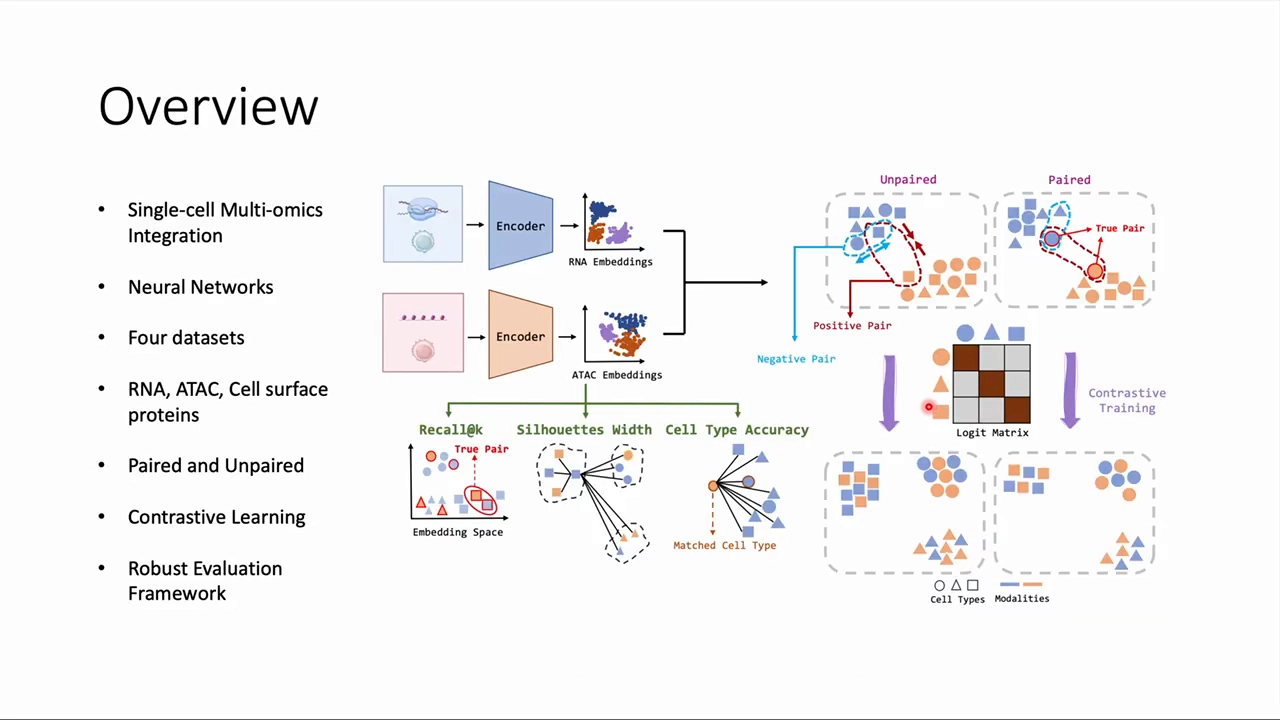 Overview
Single-cell Multi-omics
Integration
Neural Networks
Four datasets
RNA, ATAC, Cell surface
proteins
Paired and Unpaired
Contrastive Learning
Robust Evaluation
Framework
Encoder
RNA Embeddings
Encoder
ATAC Embeddings
Recall@k
Silhouettes Width
Cell Type Accuracy
True Pair
Embedding Space
Matched Cell Type
Unpaired
Paired
True Pair
Positive Pair
Negative Pair
Contrastive
Training
Logit Matrix
Cell Types
Modalities